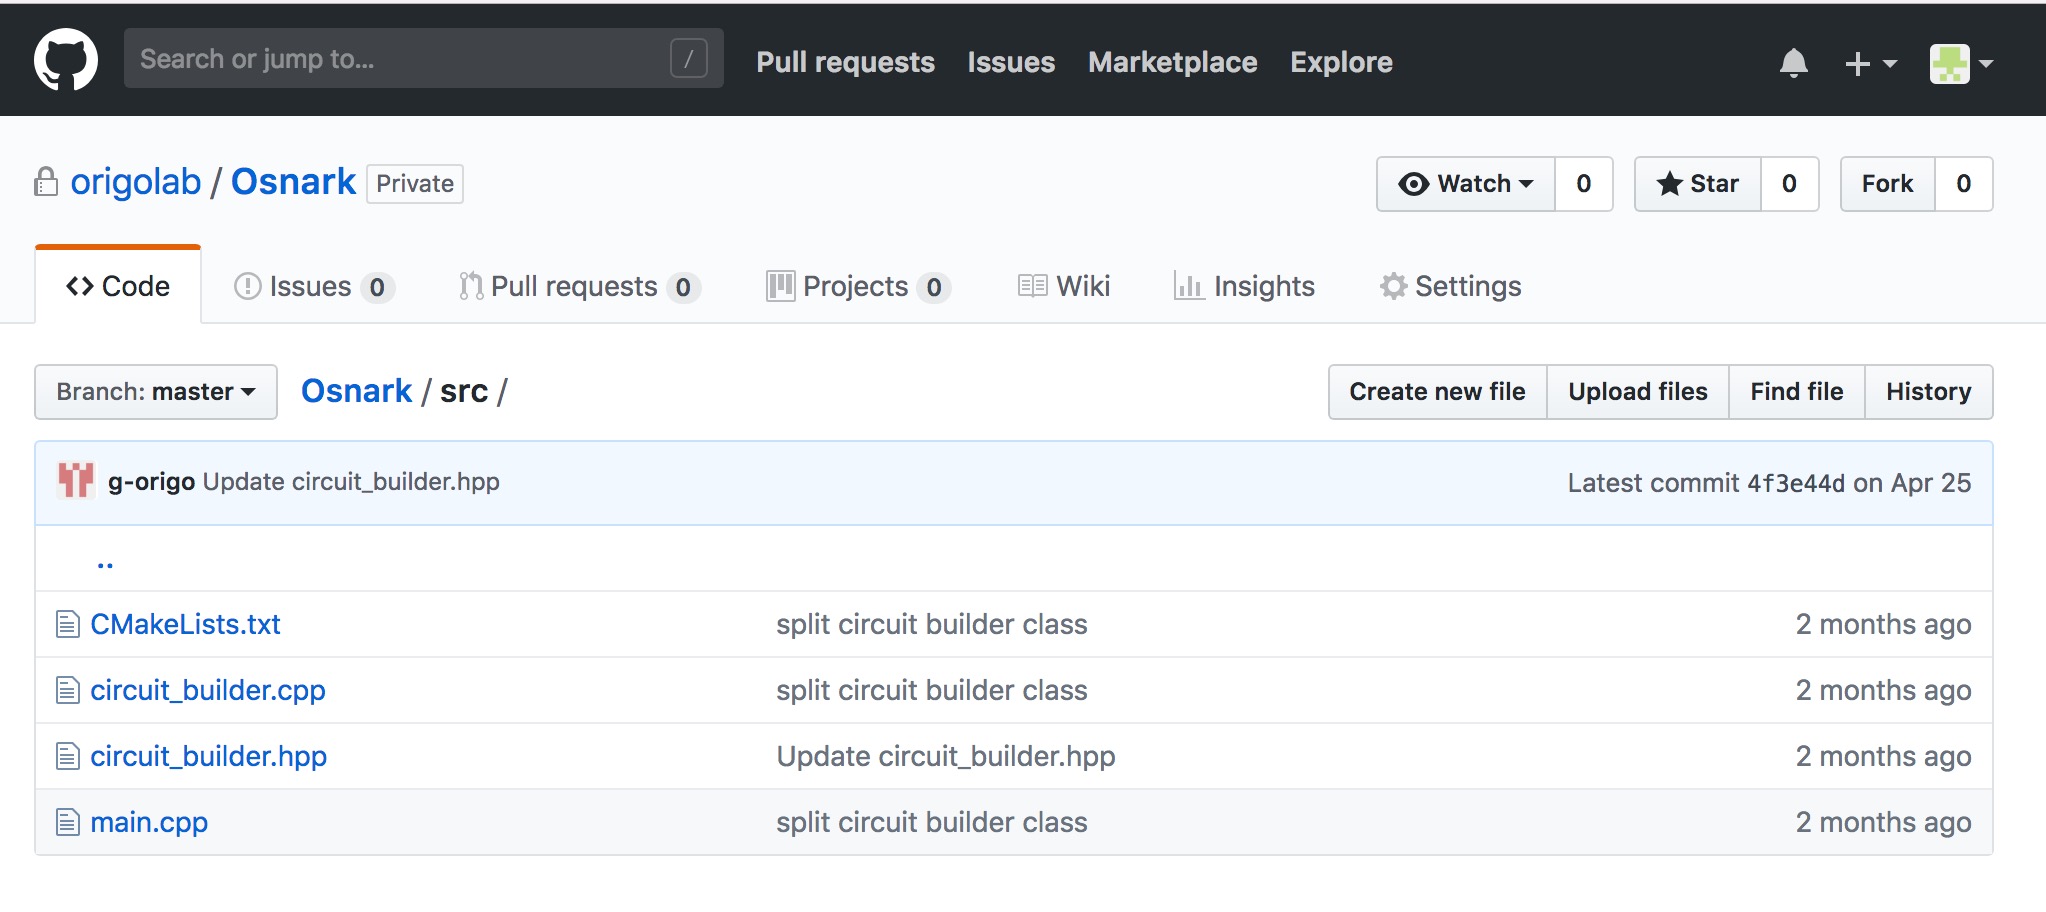 Search or jump to... / Pull requests Issues Marketplace Explore
origolab / Osnark Private Watch 0 Star 0 Fork 0
Code Issues 0 Pull requests 0 Projects 0 Wiki Insights Settings
Branch: master Osnark / src / Create new file Upload files Find file History
g-origo Update circuit_builder.hpp Latest commit 4f3e44d on Apr 25
..
CMakeLists.txt split circuit builder class 2 months ago
circuit_builder.cpp split circuit builder class 2 months ago
circuit_builder.hpp Update circuit_builder.hpp 2 months ago
main.cpp split circuit builder class 2 months ago